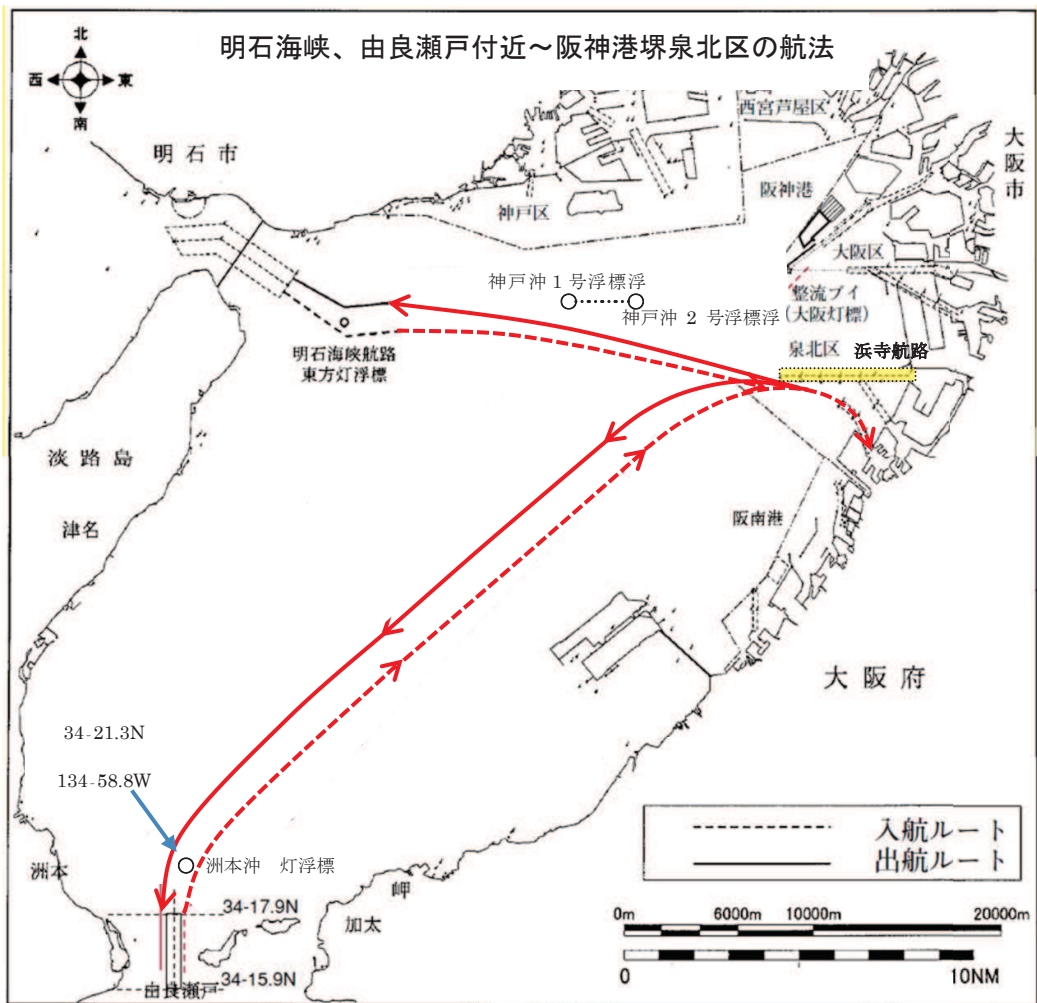 明石海峡、由良瀬戸付近~阪神港堺泉北区の航法
北
西
東
南
明石市
西宮芦屋区
大阪市
阪神港
神戸区
大阪区
神戸沖1号浮標浮
整流ブイ
神戸沖 2 号浮標浮
(大阪灯標)
泉北区
浜寺航路
明石海峡航路
東方灯浮標
淡路島
津名
阪南港
大阪府
34-21.3N
134-58.8W
入航ルート
出航ルート
洲本沖 灯浮標
洲本
岬
34-17.9N
加太
0m
6000m
10000m
20000m
34-15.9N
由良瀬戸
0
10NM